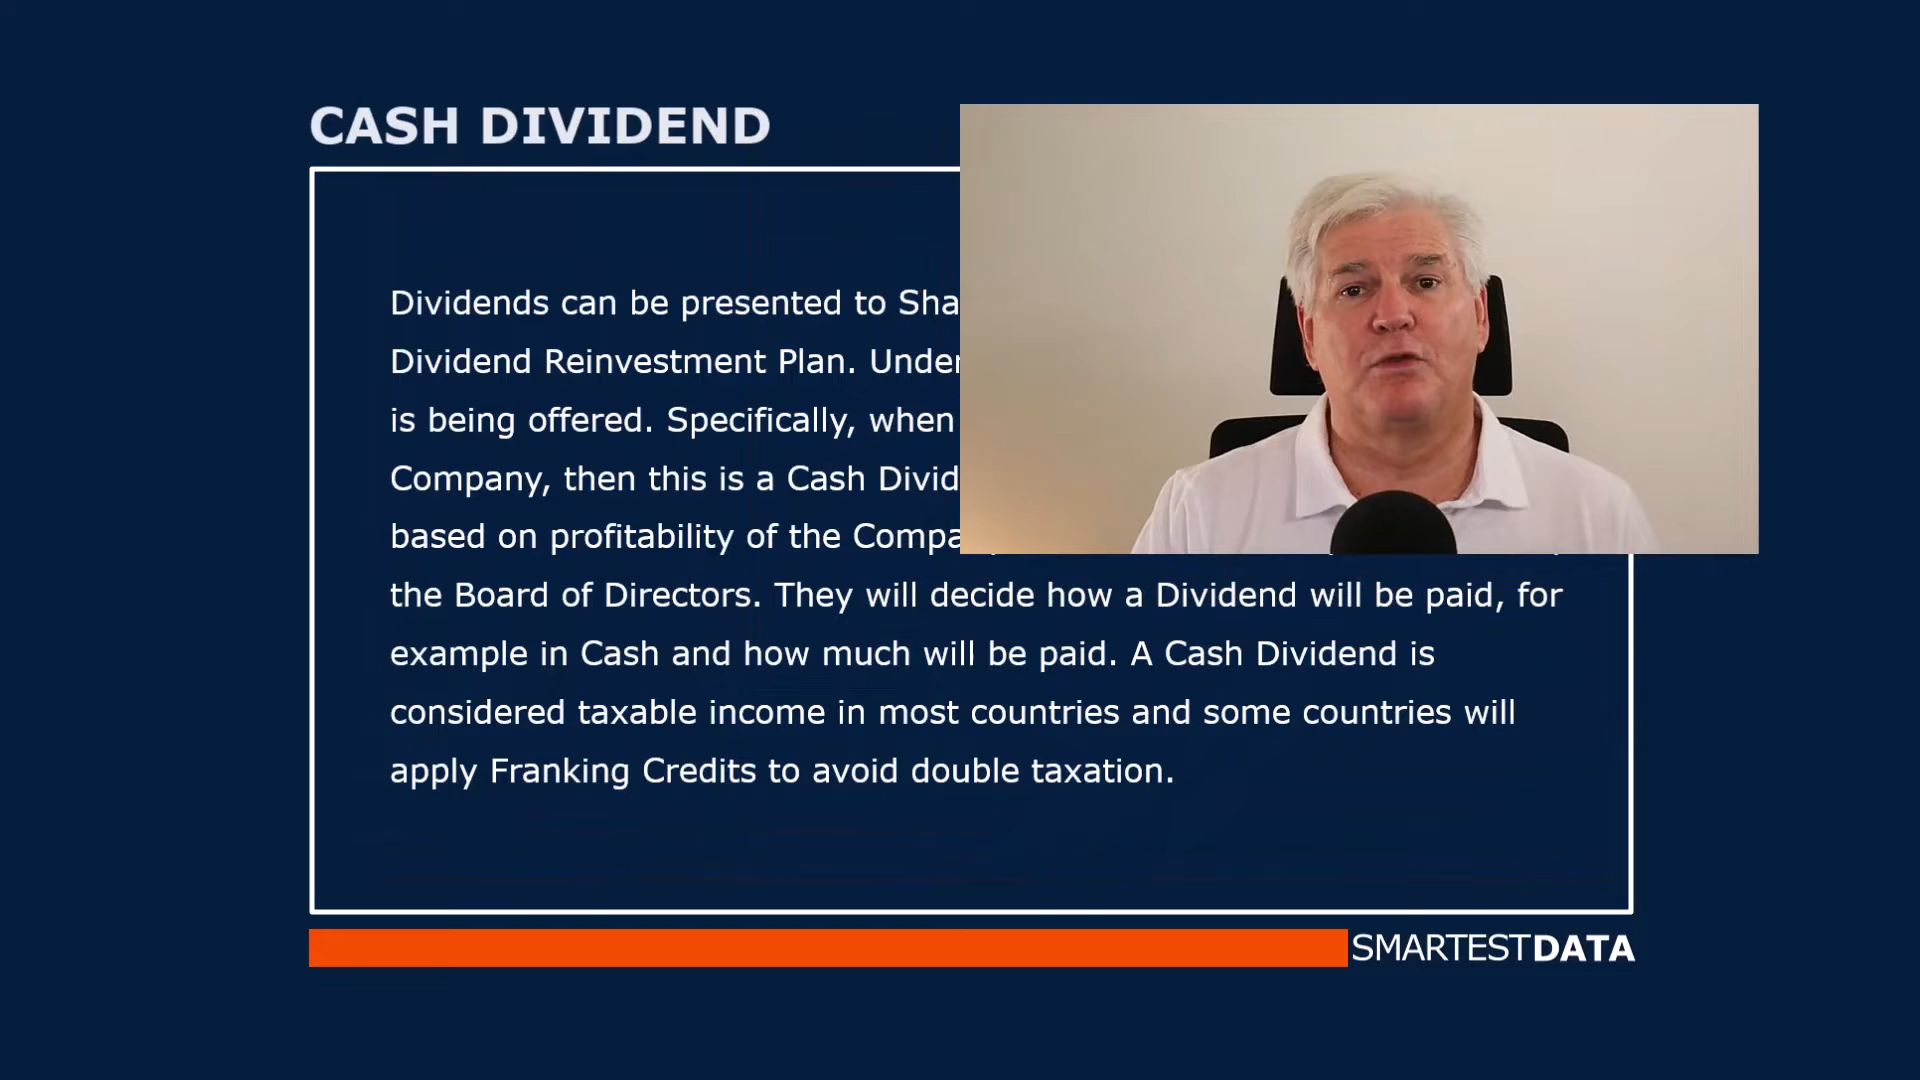 CASH DIVIDEND
Dividends can be presented to
Dividend Reinvestment Plan. Under
is being offered. Specifically, when
Company, then this is a Cash
based on profitability of the
the Board of Directors. They will decide how a Dividend will be paid, for
example in Cash and how much will be paid. A Cash Dividend is
considered taxable income in most countries and some countries will
apply Franking Credits to avoid double taxation.
SMARTESTDATA